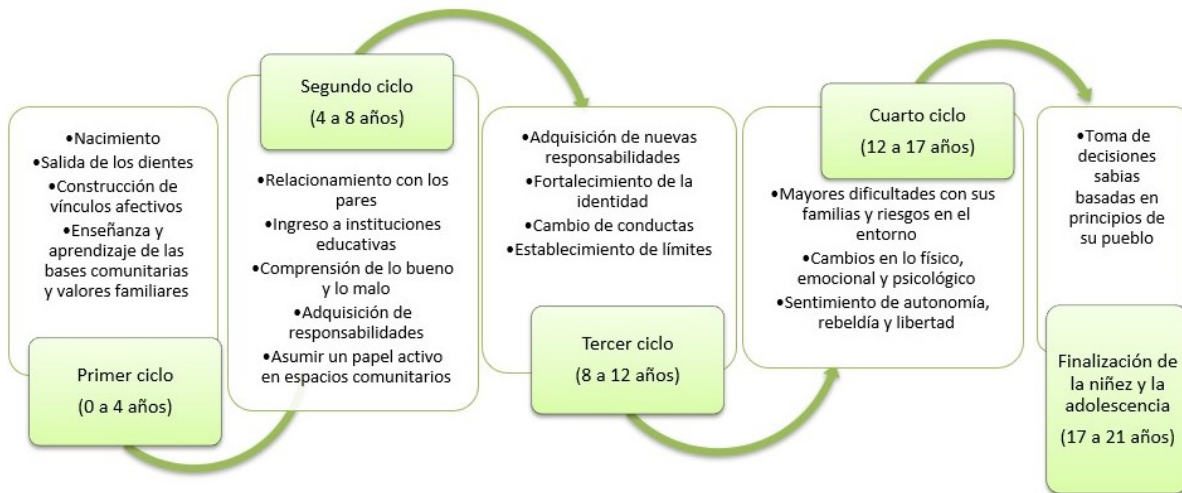 •Nacimiento
•Salida de los dientes
•Construcción de
vínculos afectivos
•Enseñanza y
aprendizaje de las
bases comunitarias
y valores familiares
Primer ciclo
(0 a 4 años)
Segundo ciclo
(4 a 8 años)
•Relacionamiento con los
pares
•Ingreso a instituciones
educativas
•Comprensión de lo bueno
y lo malo
•Adquisición de
responsabilidades
•Asumir un papel activo
en espacios comunitarios
•Adquisición de nuevas
responsabilidades
•Fortalecimiento de la
identidad
•Cambio de conductas
•Establecimiento de límites
Tercer ciclo
(8 a 12 años)
Cuarto ciclo
(12 a 17 años)
•Mayores dificultades con sus
familias y riesgos en el
entorno
•Cambios en lo físico,
emocional y psicológico
•Sentimiento de autonomía,
rebeldía y libertad
•Toma de
decisiones
sabias
basadas en
principios de
su pueblo
Finalización de
la niñez y la
adolescencia
(17 a 21 años)